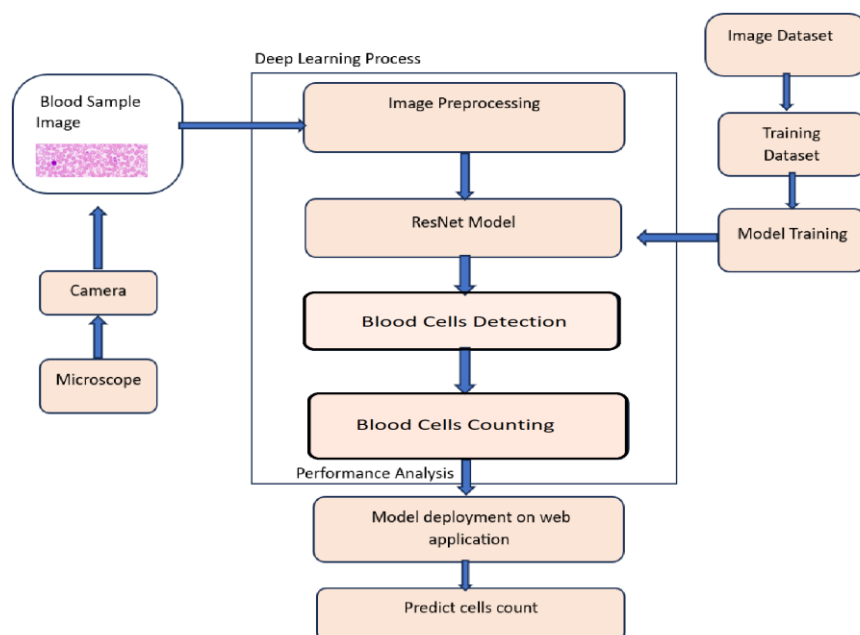 Deep Learning Process
Image Dataset
Blood Sample
Image
Image Preprocessing
Training
Dataset
ResNet Model
Model Training
Camera
Blood Cells Detection
Microscope
Blood Cells Counting
Performance Analysis
Model deployment on web
application
Predict cells count